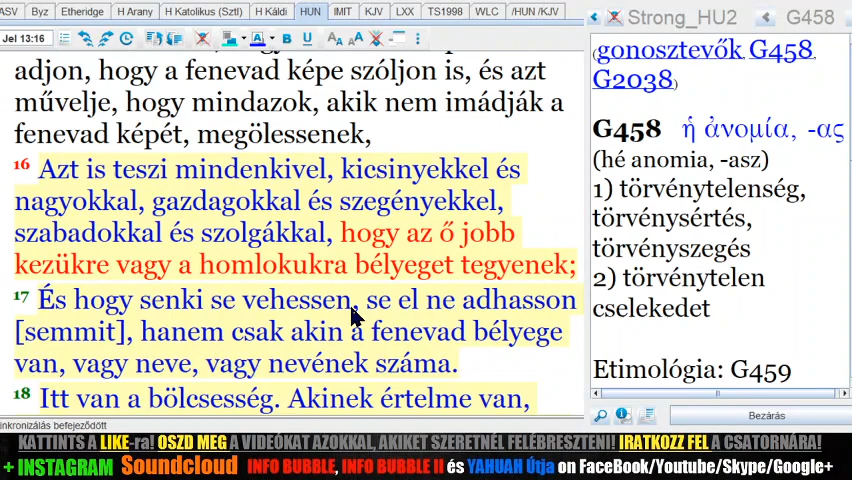 ASV Byz Etheridge H Arany H Katolikus (SztI) H Káldi HUN IMIT KJV LXX TS1998 WLC /HUN /KJV
Jel 13:16
adjon, hogy a fenevad képe szóljon is, és azt
művelje, hogy mindazok, akik nem imádják a
fenevad képét, megölessenek,
16 Azt is teszi mindenkivel, kicsinyekkel és
nagyokkal, gazdagokkal és szegényekkel,
szabadokkal és szolgákkal, hogy az ő jobb
kezükre vagy a homlokukra bélyeget tegyenek;
17 És hogy senki se vehessen, se el ne adhasson
[semmit], hanem csak akin a fenevad bélyege
van, vagy neve, vagy nevének száma.
18 Itt van a bölcsesség. Akinek értelme van,
inkronizálás befejeződött
Strong_HU2 G458
(gonosztevők G458,
G2038)
G458 ἡ ἀνομία, -ας
(hé anomia, -asz)
1) törvénytelenség,
törvénysértés,
törvényszegés
2) törvénytelen
cselekedet
Etimológia: G459
Bezárás
KATTINTS A LIKE-ra! OSZD MEG A VIDEÓKAT AZOKKAL, AKIKET SZERETNÉL FELÉBRESZTENI! IRATKOZZ FEL A CSATORNÁRA!
+ INSTAGRAM Soundcloud INFO BUBBLE, INFO BUBBLE II és YAHUAH Útja on FaceBook/Youtube/Skype/Google+